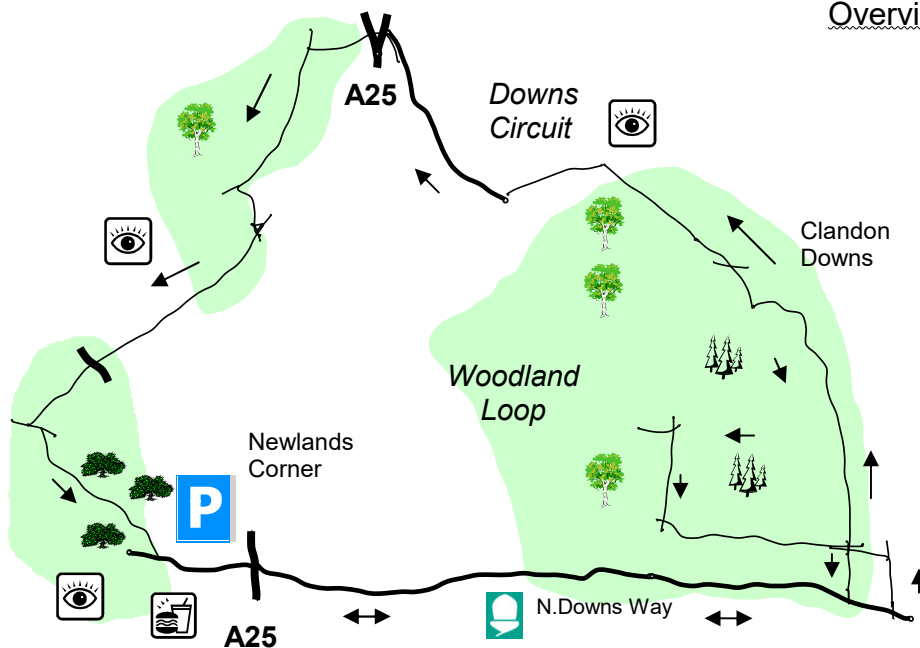 Overvi
A25
Downs
Circuit
Clandon
Downs
Woodland
Loop
Newlands
Corner
P
N.Downs Way
A25